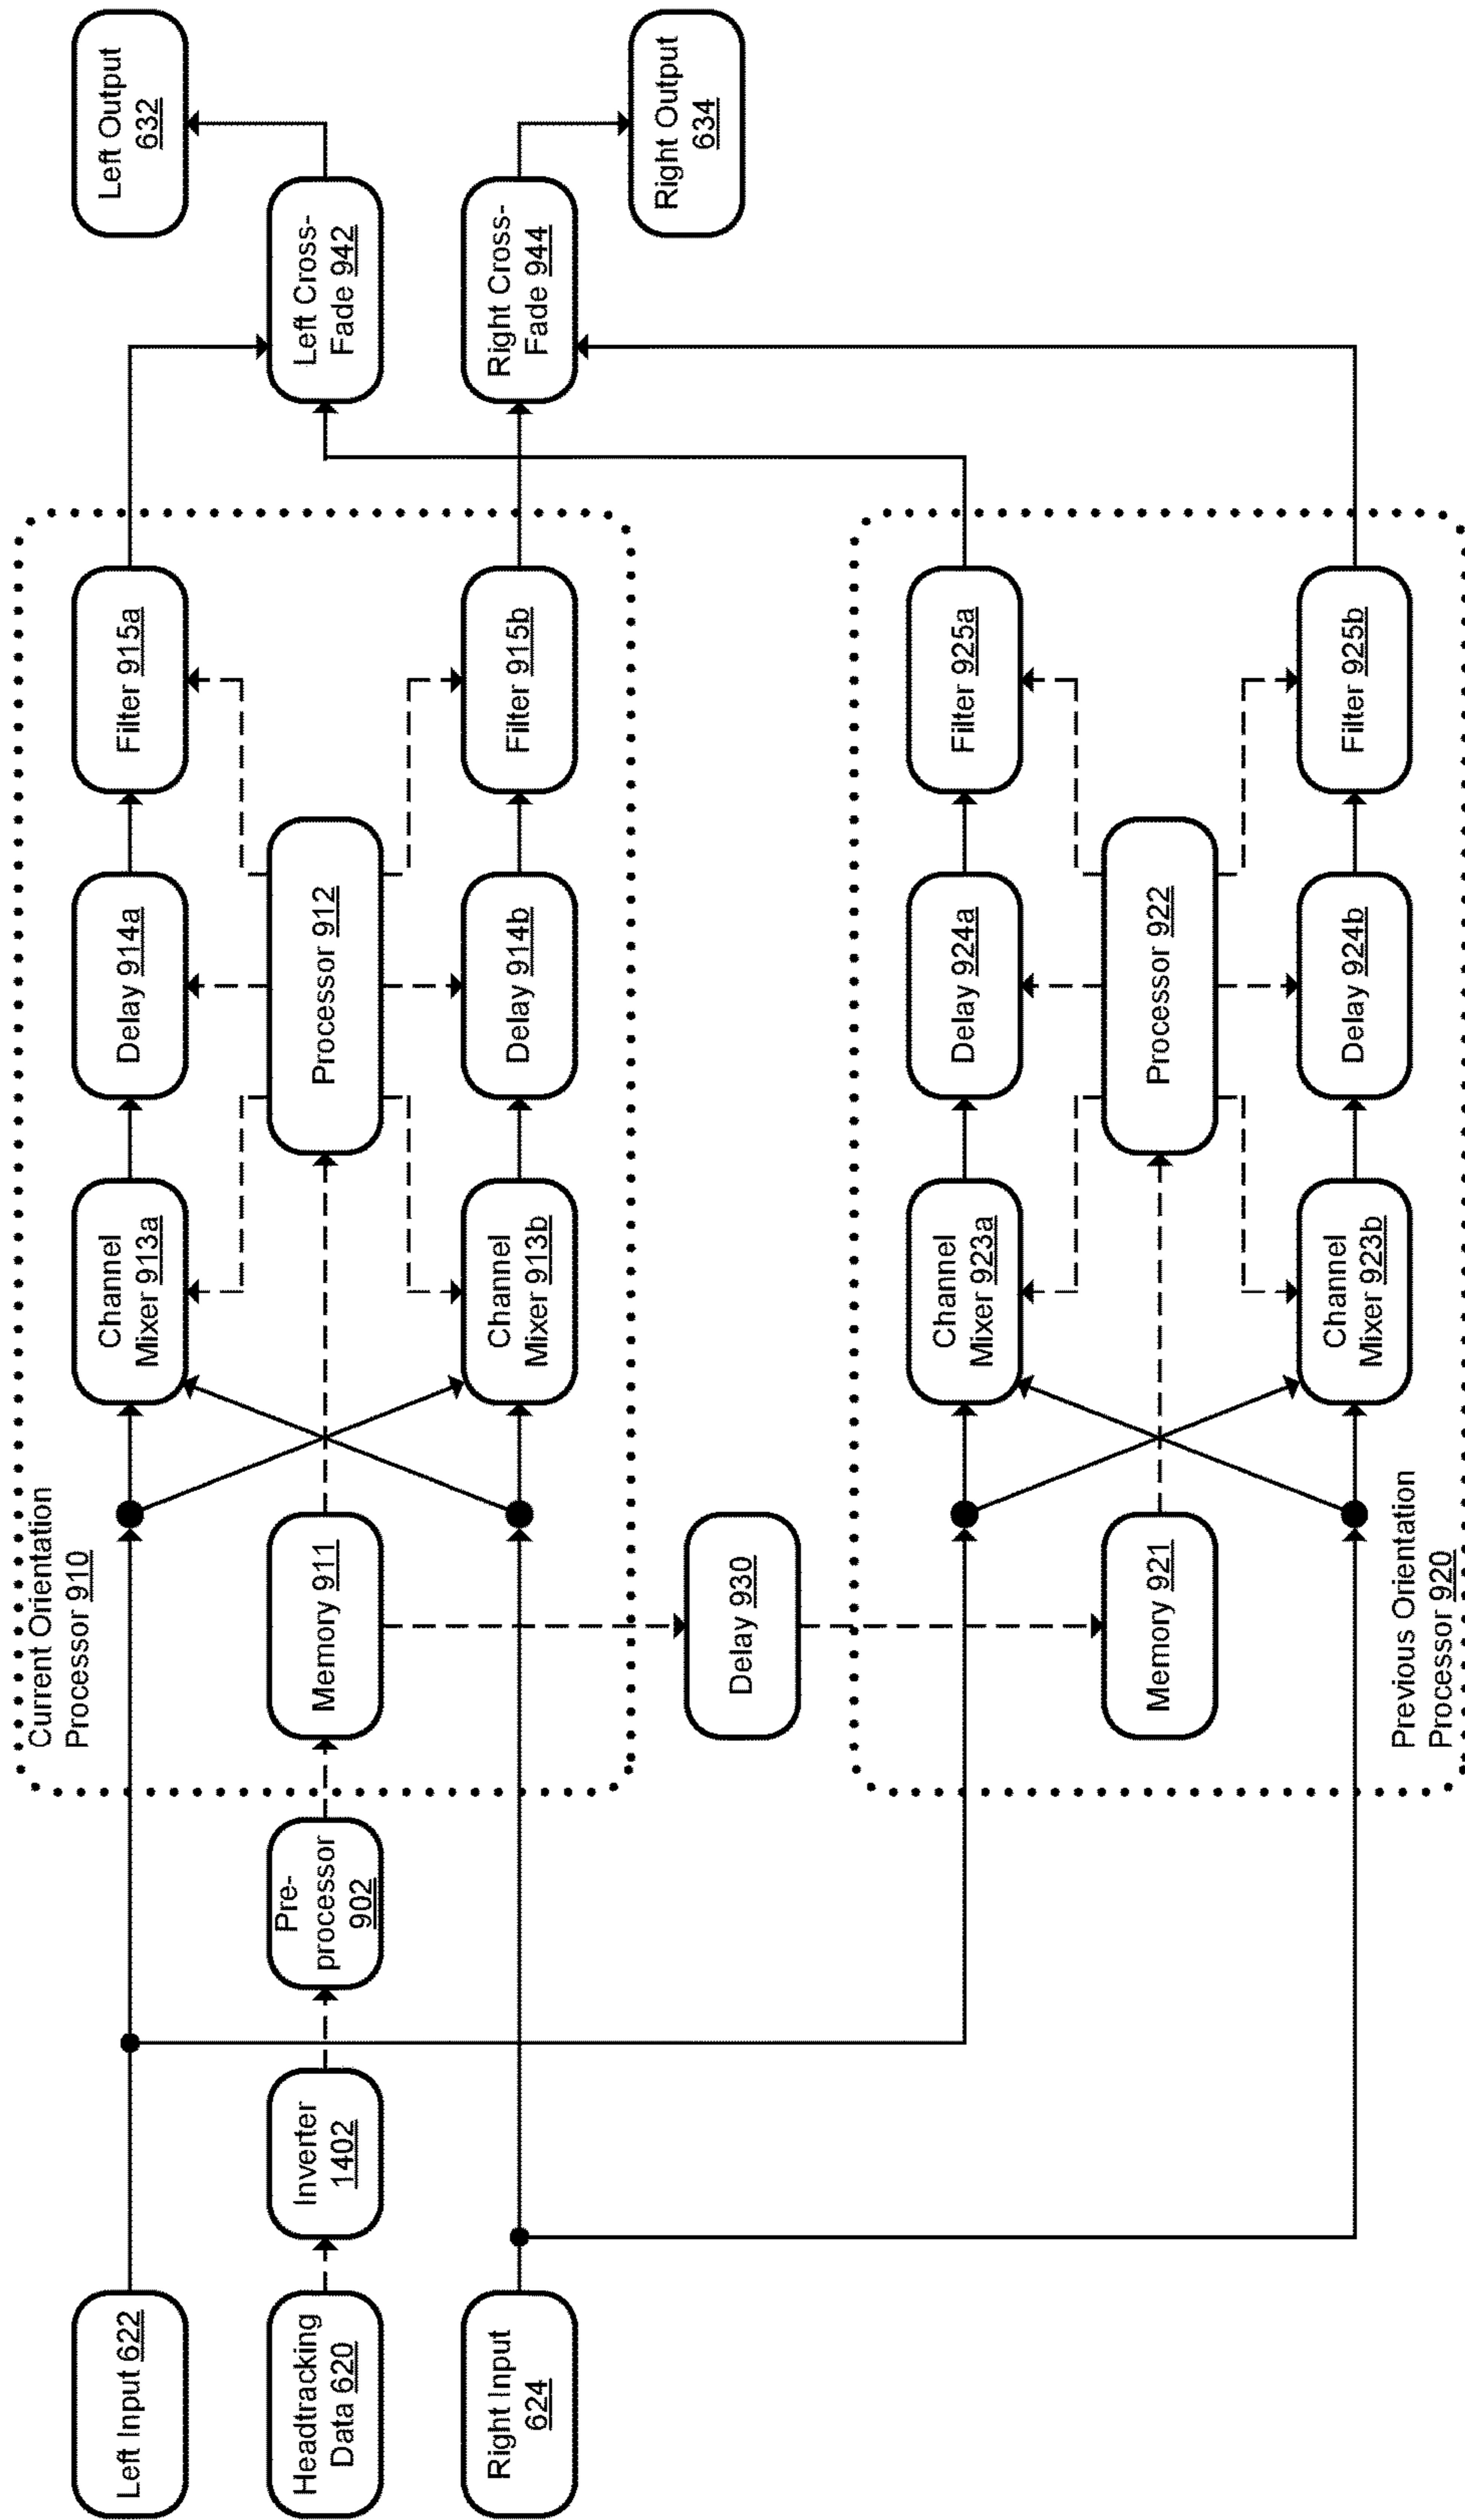 Left Input 622
Headtracking
Data 620
Right Input
624
Inverter
1402
Pre-
processor
902
Current Orientation
Processor 910
Memory 911
Channel
Mixer 913a
Channel
Mixer 913b
Processor 912
Delay 914a
Delay 914b
Filter 915a
Filter 915b
Delay 930
Previous Orientation
Processor 920
Memory 921
Channel
Mixer 923a
Channel
Mixer 923b
Processor 922
Delay 924a
Delay 924b
Filter 925a
Filter 925b
Left Cross-
Fade 942
Right Cross-
Fade 944
Left Output
632
Right Output
634